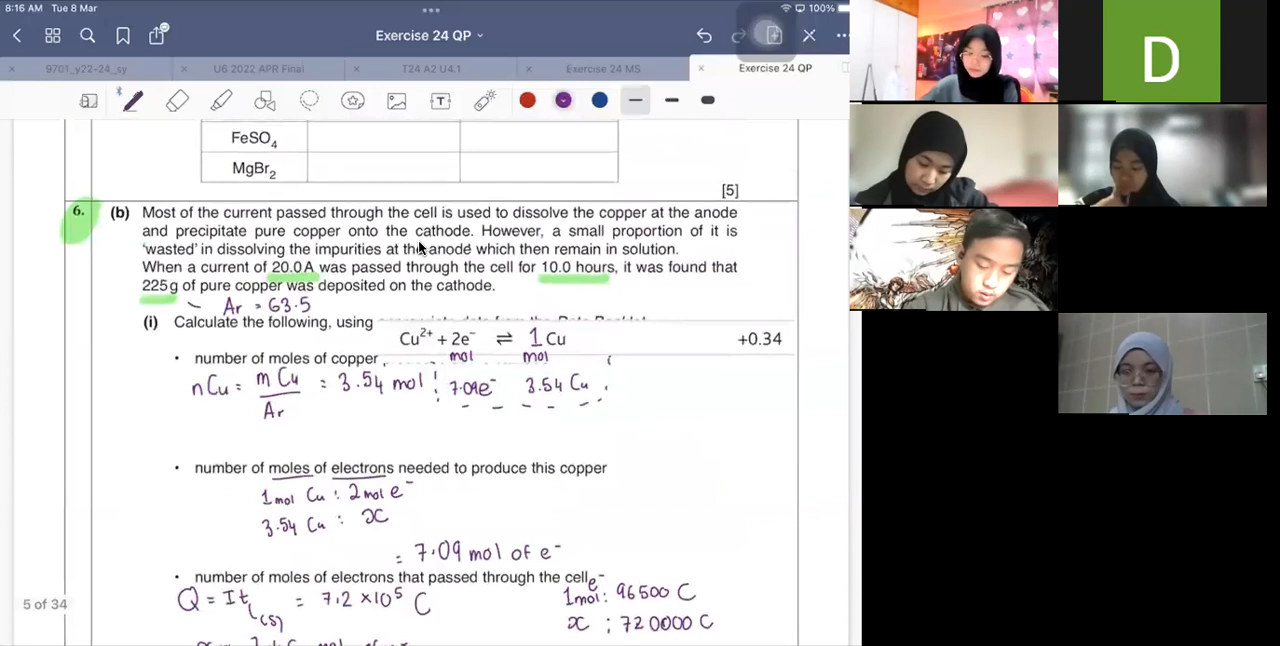 8:16 AM Tue 8 Mar
100%
Exercise 24 QP
9701_y22-24_sy
U6 2022 APR Final
T24 A2 U4.1
Exercise 24 MS
Exercise 24 QP
FeSO4
MgBr2
[5]
6. (b) Most of the current passed through the cell is used to dissolve the copper at the anode
and precipitate pure copper onto the cathode. However, a small proportion of it is
'wasted' in dissolving the impurities at the anode which then remain in solution.
When a current of 20.0A was passed through the cell for 10.0 hours, it was found that
225g of pure copper was deposited on the cathode.
Ar = 63.5
(i) Calculate the following, using
Cu2+ + 2e– ⇌ 1 Cu +0.34
mol mol
• number of moles of copper
nCu = mCu/Ar = 3.54 mol
7.09e– 3.54 Cu
• number of moles of electrons needed to produce this copper
1mol Cu : 2mol e–
3.54 Cu : x
= 7.09 mol of e–
• number of moles of electrons that passed through the cell
Q = It = 7.2 ×10⁵ C
(s)
e–
1mol : 96500 C
x : 720000 C
5 of 34
D